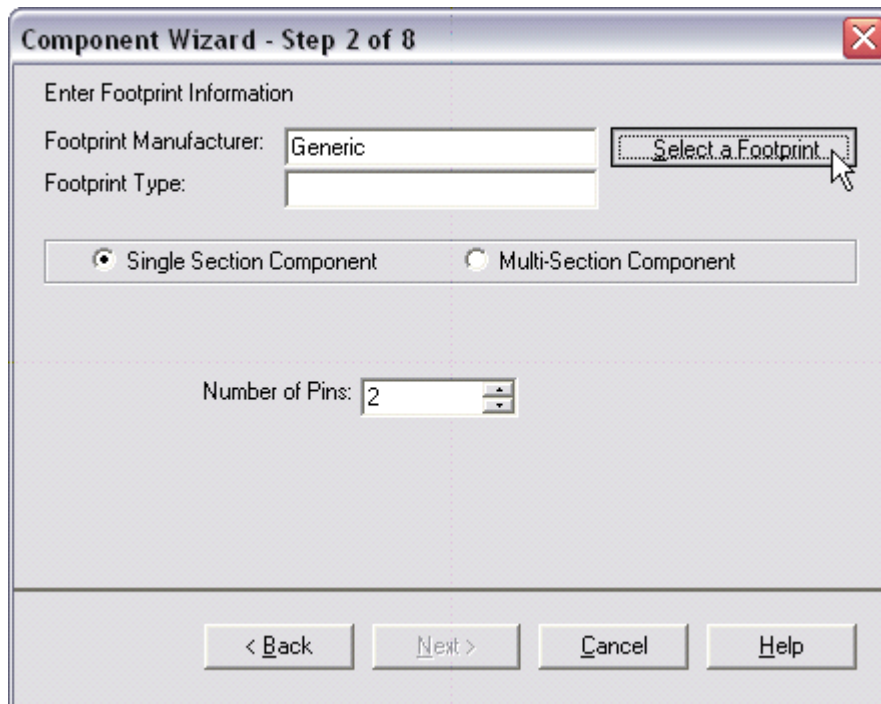 Component Wizard - Step 2 of 8
Enter Footprint Information
Footprint Manufacturer: Generic Select a Footprint
Footprint Type:
Single Section Component Multi-Section Component
Number of Pins: 2
< Back Next > Cancel Help